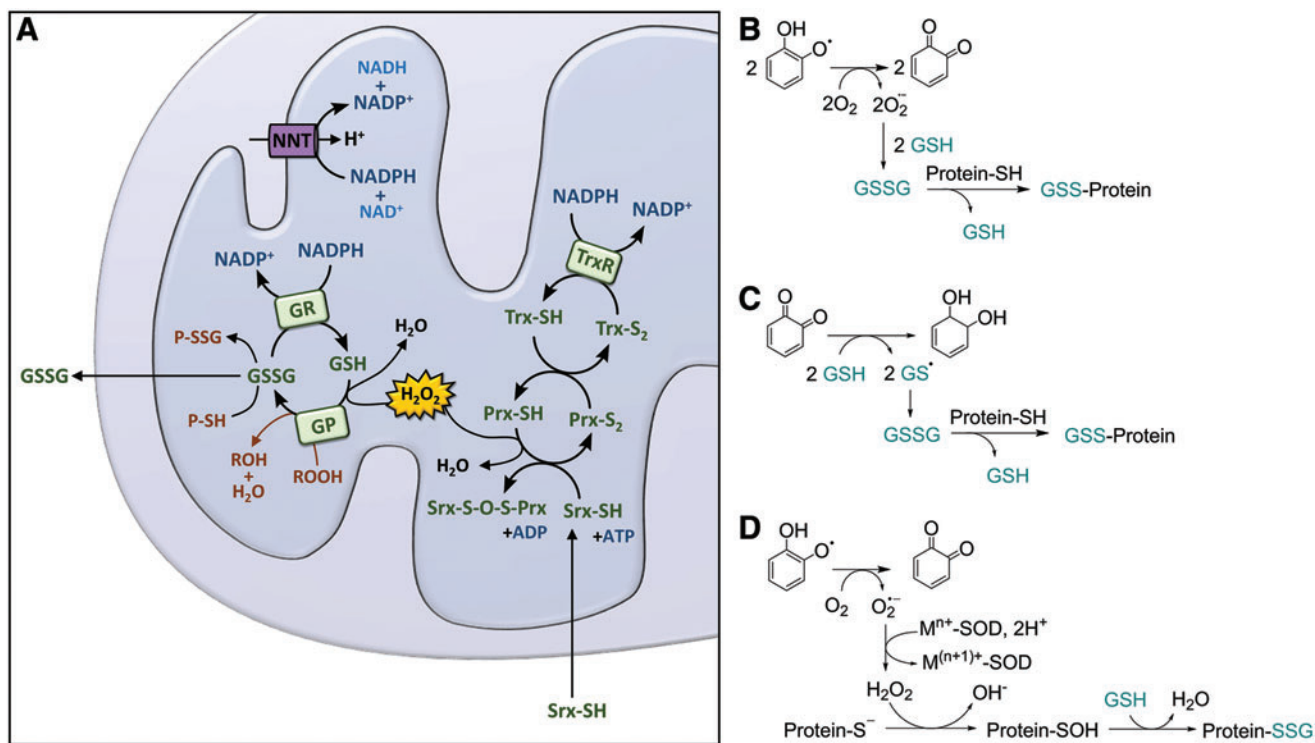 A
NADH
+
NADP⁺
NNT
H⁺
NADPH
+
NAD⁺
NADPH
NADP⁺
TrxR
NADP⁺
NADPH
GR
Trx-SH
Trx-S₂
H₂O
P-SSG
GSH
GSSG
GSSG
H₂O₂
P-SH
GP
Prx-SH
Prx-S₂
ROH
+
H₂O
ROOH
H₂O
Srx-S-O-S-Prx
+ADP
Srx-SH
+ATP
Srx-SH
B
OH
O•
O
O
2
2
2O₂
2O₂•−
2 GSH
GSSG
Protein-SH
GSS-Protein
GSH
C
O
O
OH
OH
2 GSH
2 GS•
GSSG
Protein-SH
GSS-Protein
GSH
D
OH
O•
O
O
O₂
O₂•−
Mⁿ⁺-SOD, 2H⁺
M⁽ⁿ⁺¹⁾⁺-SOD
H₂O₂
OH⁻
GSH
H₂O
Protein-S⁻
Protein-SOH
Protein-SSG